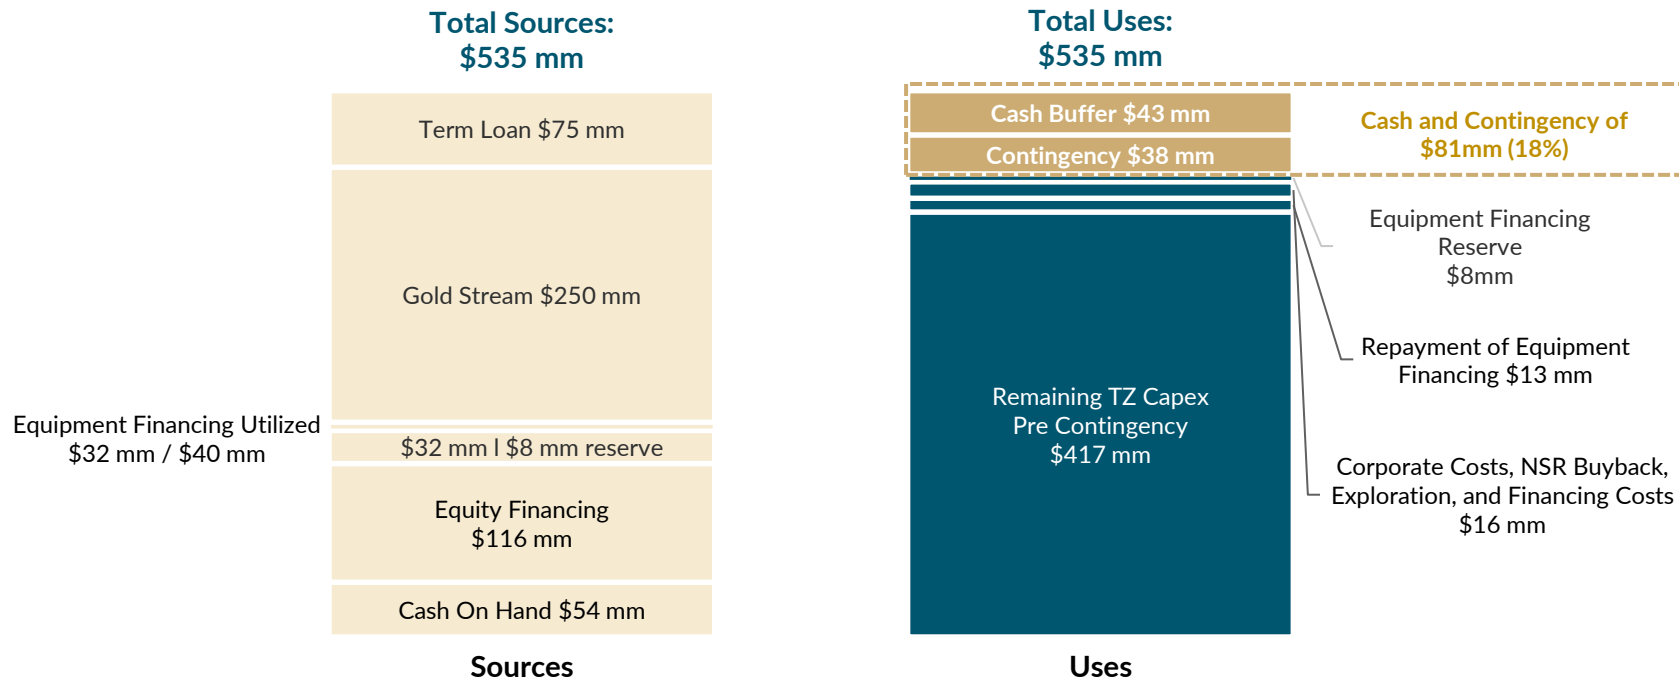 Total Sources:
$535 mm
Term Loan $75 mm
Gold Stream $250 mm
Equipment Financing Utilized
$32 mm / $40 mm
$32 mm l $8 mm reserve
Equity Financing
$116 mm
Cash On Hand $54 mm
Sources
Total Uses:
$535 mm
Cash Buffer $43 mm
Contingency $38 mm
Cash and Contingency of
$81mm (18%)
Equipment Financing
Reserve
$8mm
Repayment of Equipment
Financing $13 mm
Remaining TZ Capex
Pre Contingency
$417 mm
Corporate Costs, NSR Buyback,
Exploration, and Financing Costs
$16 mm
Uses